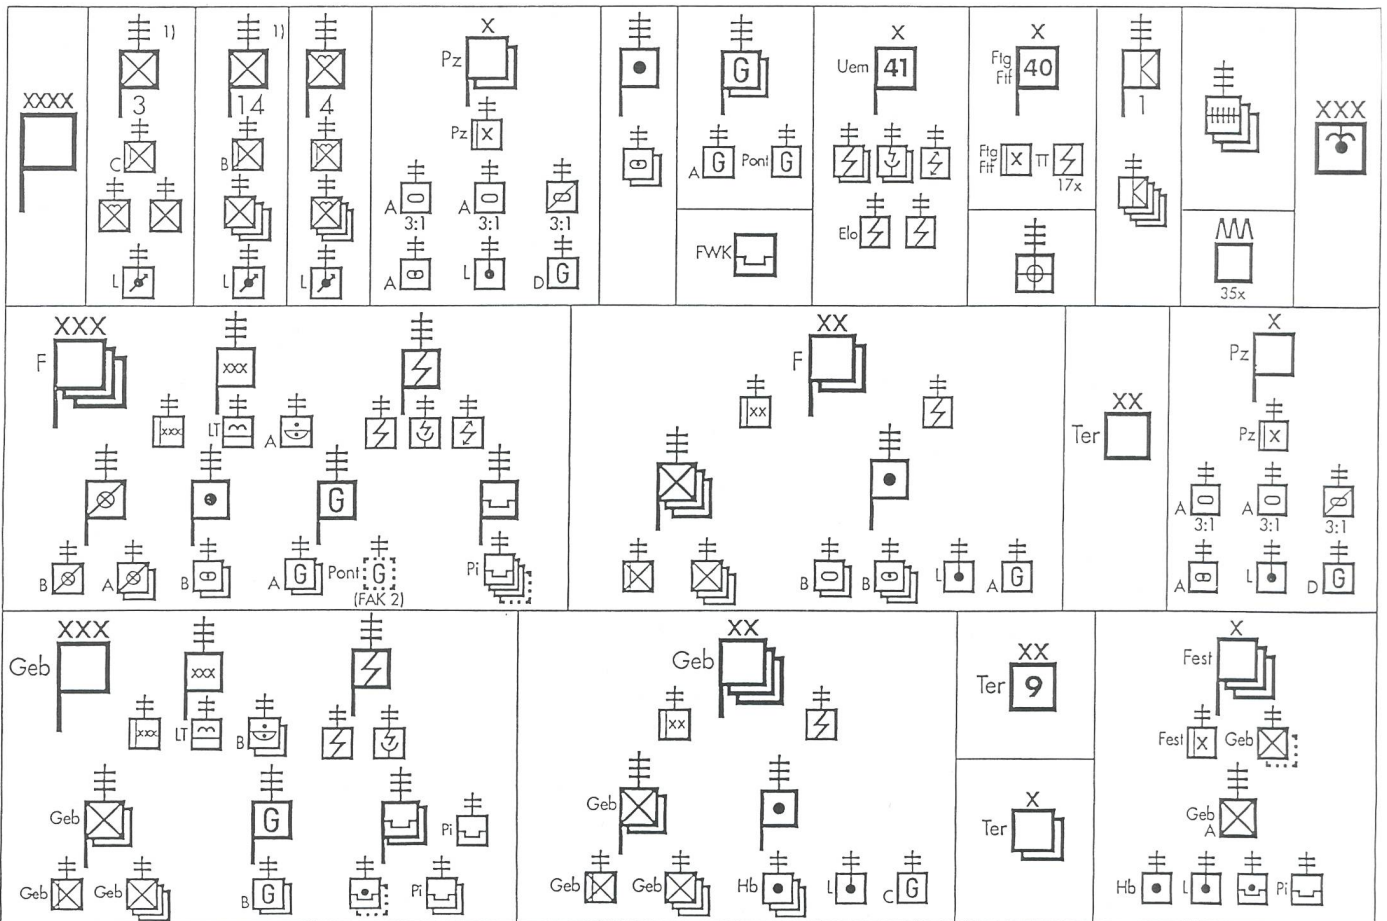 XXXX
1)
3
C
L
1)
14
B
L
4
L
X
Pz
Pz X
A A
3:1 3:1 3:1
A L D G
G
A G Pont G
FWK
X
Uem 41
Elo
X
Ftg
Ftf 40
Ftg
Ftf X TT
17x
1
35x
XXX
XXX
F
XXX
XXX LT A
G
B A B A G Pont G Pi
(FAK 2)
XX
F
XX
B B L A G
XX
Ter
X
Pz
Pz X
A A
3:1 3:1 3:1
A L D G
XXX
Geb
XXX
XXX LT B
Geb G Pi
Geb Geb B G Pi
XX
Geb
XX
Geb
Geb Geb Hb L C G
XX
Ter 9
X
Ter
X
Fest
Fest X Geb
Geb
A
Hb L Pi